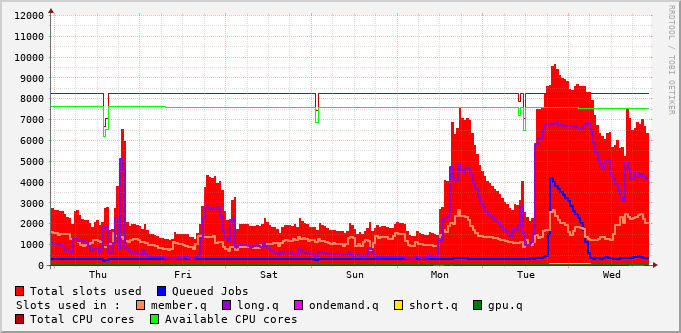 RRDTOOL / TOBI OETIKER
12000
11000
10000
9000
8000
7000
6000
5000
4000
3000
2000
1000
0
Thu Fri Sat Sun Mon Tue Wed
Total slots used Queued Jobs
Slots used in : member.q long.q ondemand.q short.q gpu.q
Total CPU cores Available CPU cores